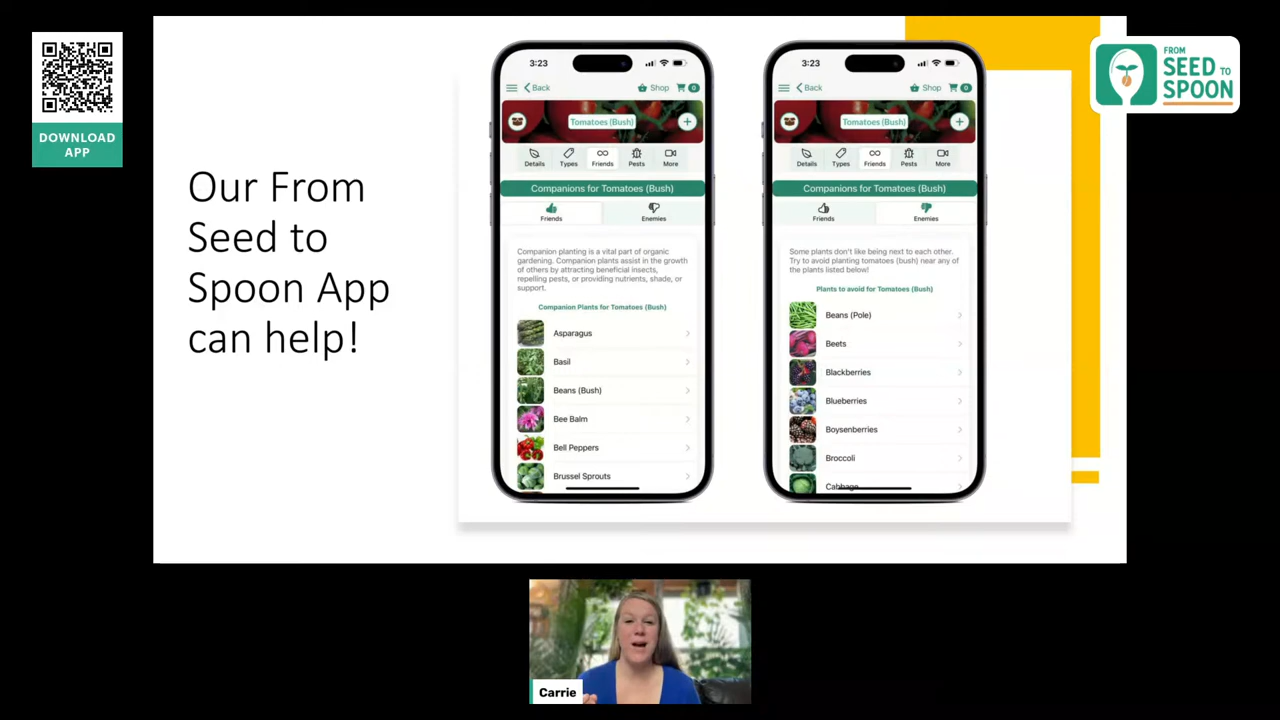 DOWNLOAD
APP
FROM
SEED TO
SPOON
Our From
Seed to
Spoon App
can help!
3:23
Back
Shop
0
Tomatoes (Bush)
+
Details
Types
Friends
Pests
More
Companions for Tomatoes (Bush)
Friends
Enemies
Companion planting is a vital part of organic
gardening. Companion plants assist in the growth
of others by attracting beneficial insects,
repelling pests, or providing nutrients, shade, or
support.
Companion Plants for Tomatoes (Bush)
Asparagus
Basil
Beans (Bush)
Bee Balm
Bell Peppers
Brussel Sprouts
3:23
Back
Shop
0
Tomatoes (Bush)
+
Details
Types
Friends
Pests
More
Companions for Tomatoes (Bush)
Friends
Enemies
Some plants don't like being next to each other.
Try to avoid planting tomatoes (bush) near any of
the plants listed below!
Plants to avoid for Tomatoes (Bush)
Beans (Pole)
Beets
Blackberries
Blueberries
Boysenberries
Broccoli
Cabbage
Carrie